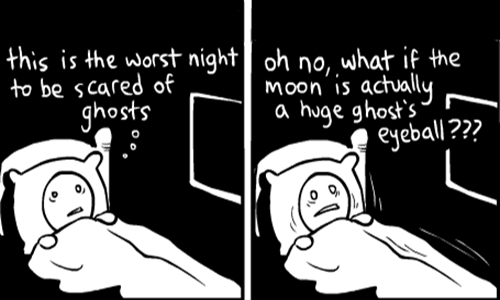 this is the worst night
to be scared of
ghosts
oh no, what if the
moon is actually
a huge ghost's
eyeball???